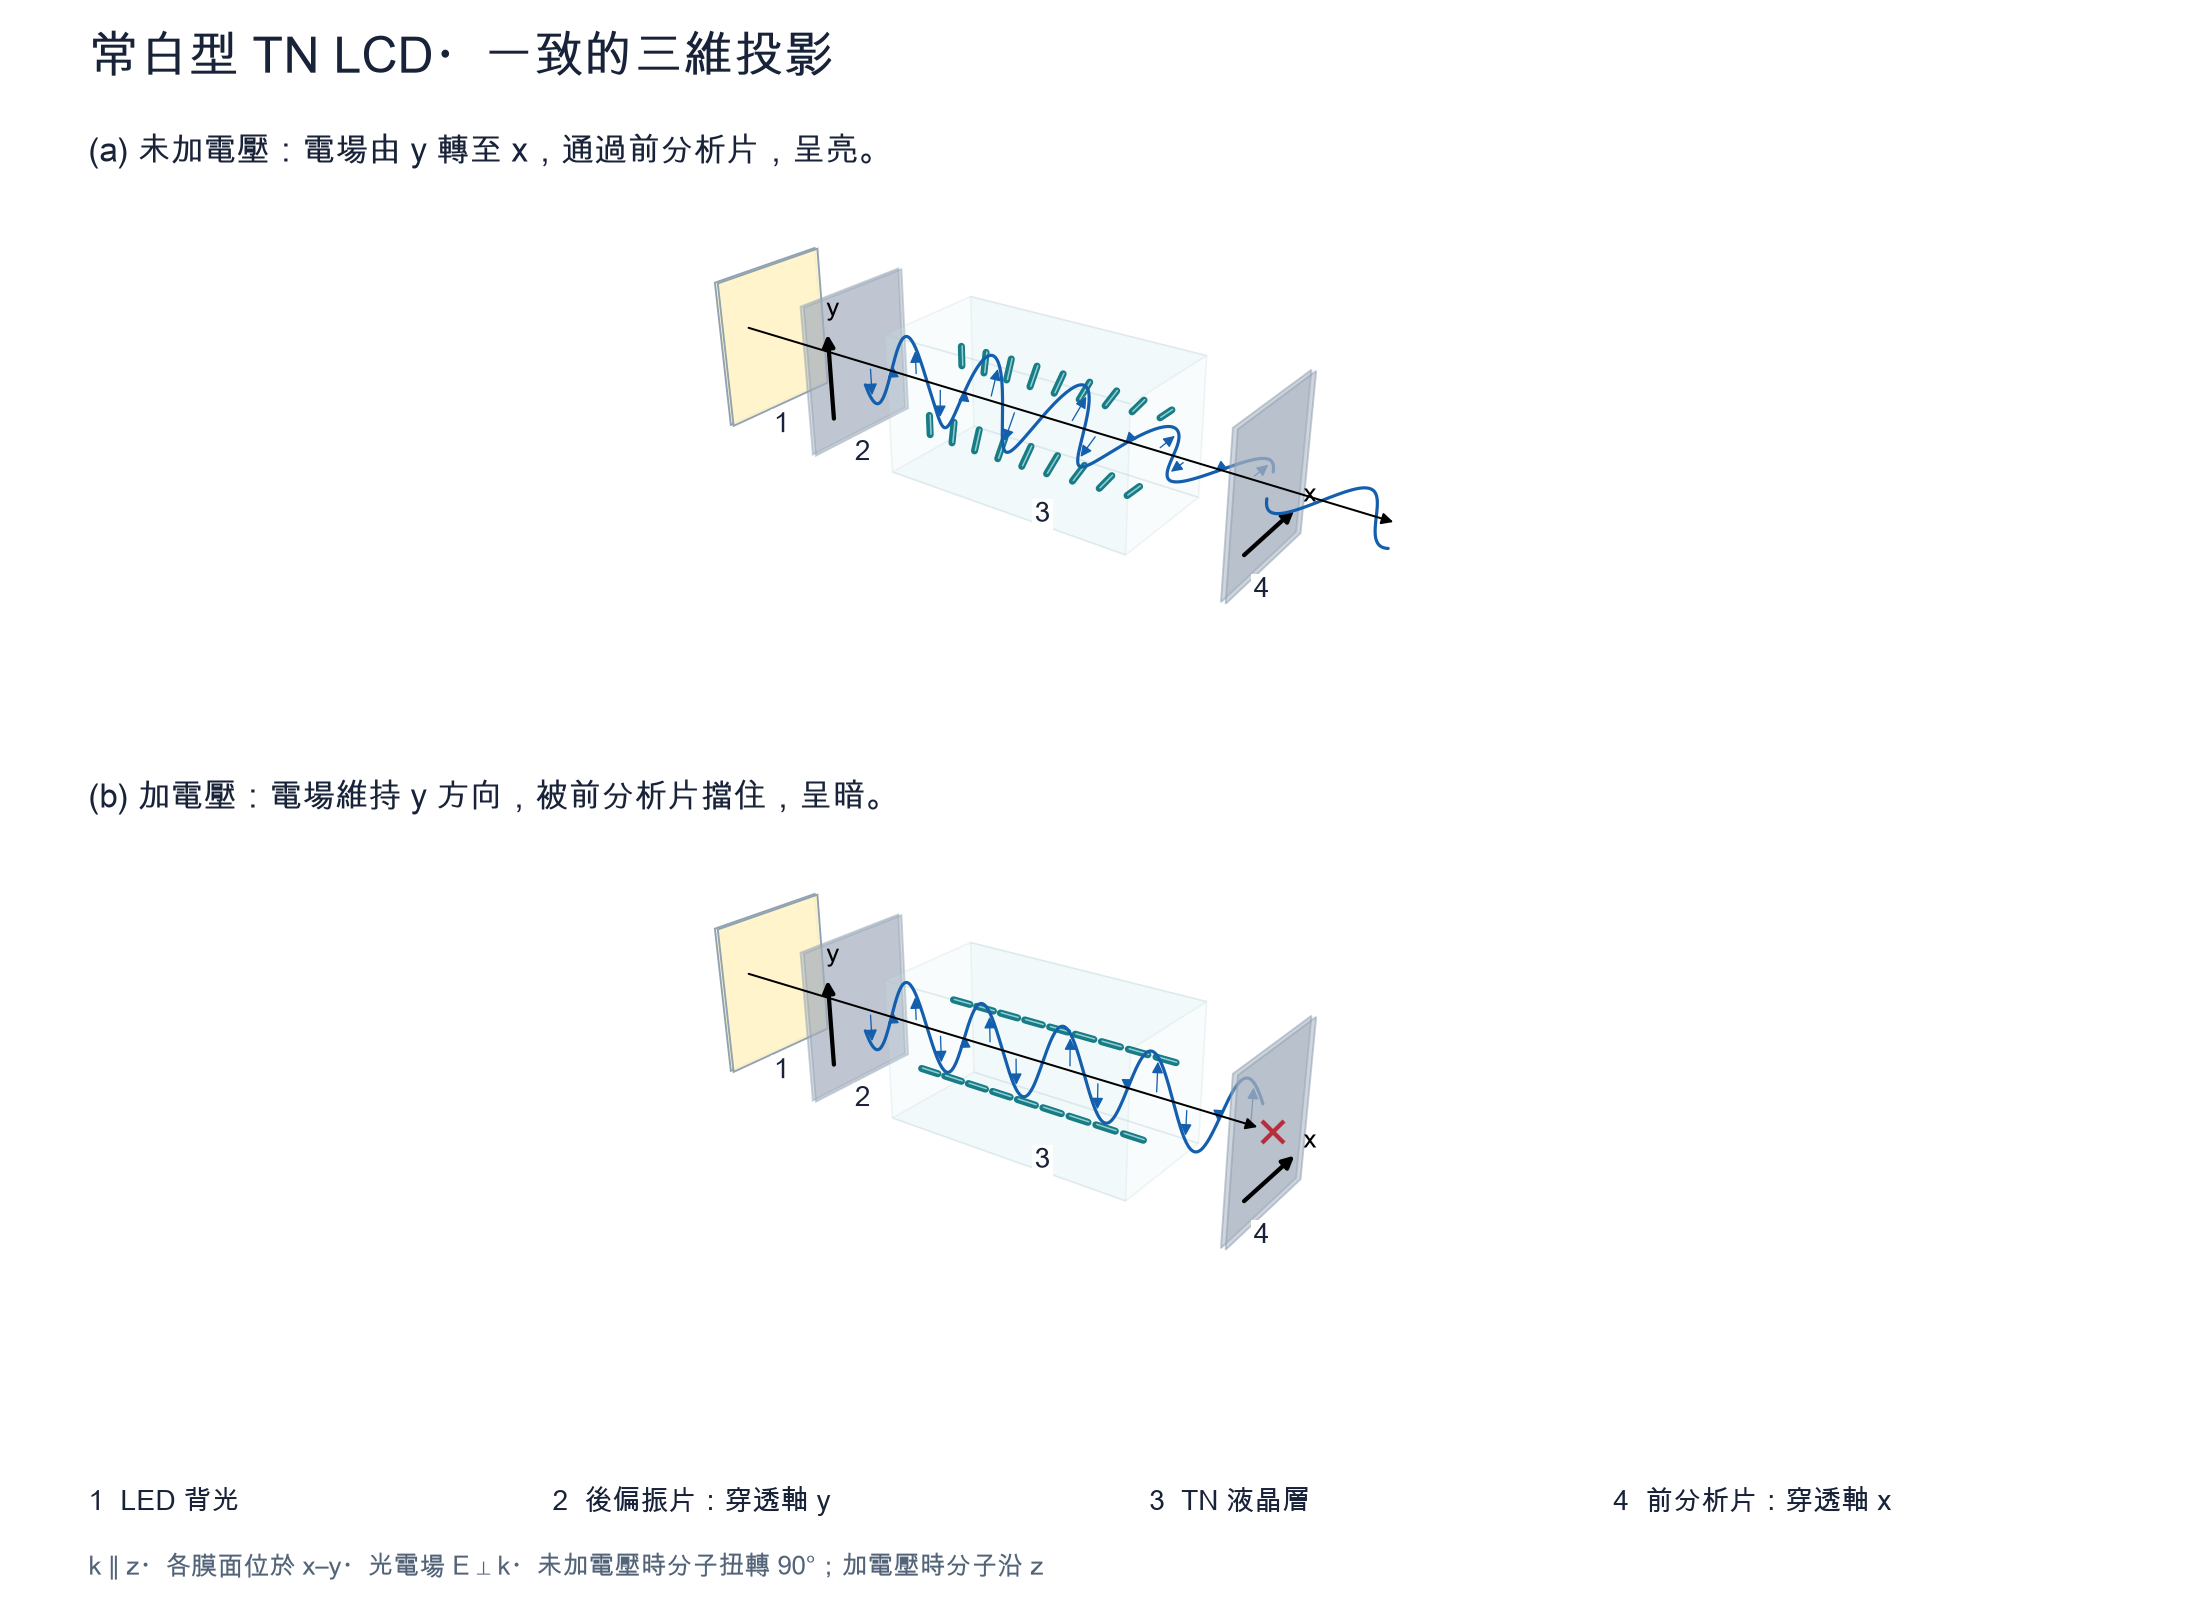 常白型 TN LCD· 一致的三維投影
(a) 未加電壓：電場由 y 轉至 x，通過前分析片，呈亮。
y
1
2
3
x
4
(b) 加電壓：電場維持 y 方向，被前分析片擋住，呈暗。
y
1
2
3
x
4
1 LED 背光
2 後偏振片：穿透軸 y
3 TN 液晶層
4 前分析片：穿透軸 x
k ∥ z· 各膜面位於 x–y· 光電場 E ⊥ k· 未加電壓時分子扭轉 90°；加電壓時分子沿 z